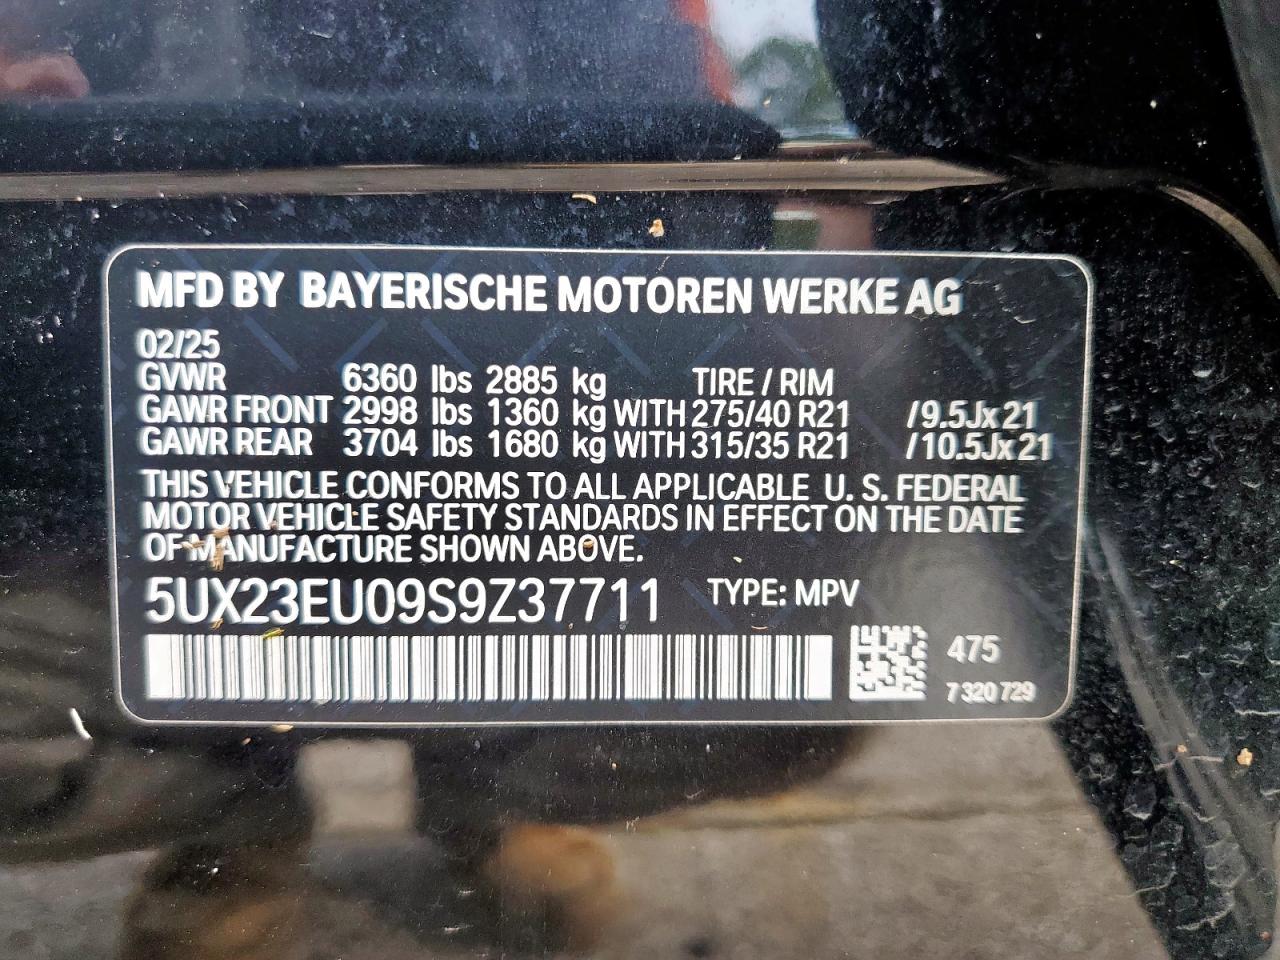 MFD BY BAYERISCHE MOTOREN WERKE AG
02/25
GVWR 6360 lbs 2885 kg TIRE / RIM
GAWR FRONT 2998 lbs 1360 kg WITH 275/40 R21 /9.5Jx21
GAWR REAR 3704 lbs 1680 kg WITH 315/35 R21 /10.5Jx21
THIS VEHICLE CONFORMS TO ALL APPLICABLE U. S. FEDERAL
MOTOR VEHICLE SAFETY STANDARDS IN EFFECT ON THE DATE
OF MANUFACTURE SHOWN ABOVE.
5UX23EU09S9Z37711 TYPE: MPV
475
7 320 729